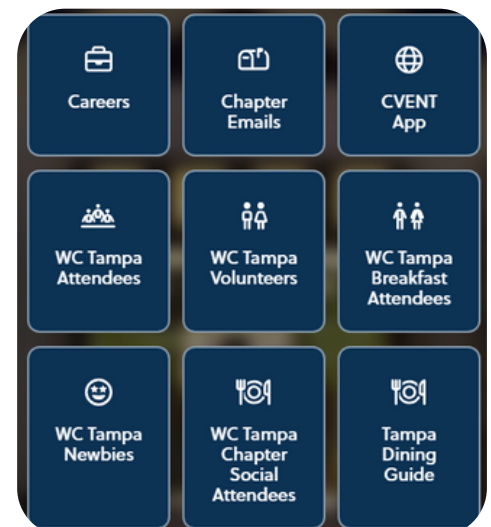 Careers
Chapter
Emails
CVENT
App
WC Tampa
Attendees
WC Tampa
Volunteers
WC Tampa
Breakfast
Attendees
WC Tampa
Newbies
WC Tampa
Chapter
Social
Attendees
Tampa
Dining
Guide